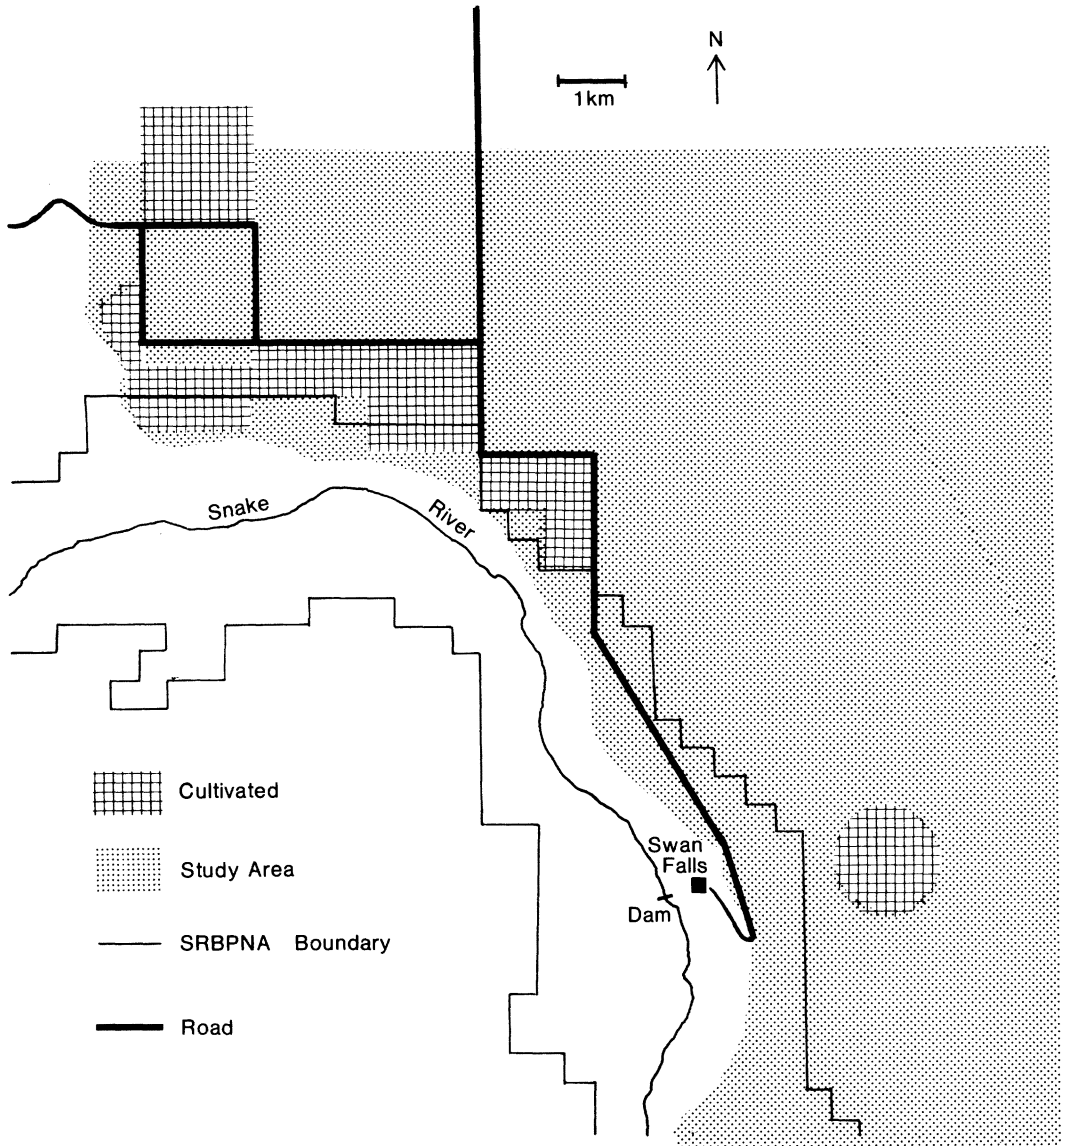 N
1km
Snake
River
Cultivated
Swan
Falls
Study Area
Dam
SRBPNA Boundary
Road